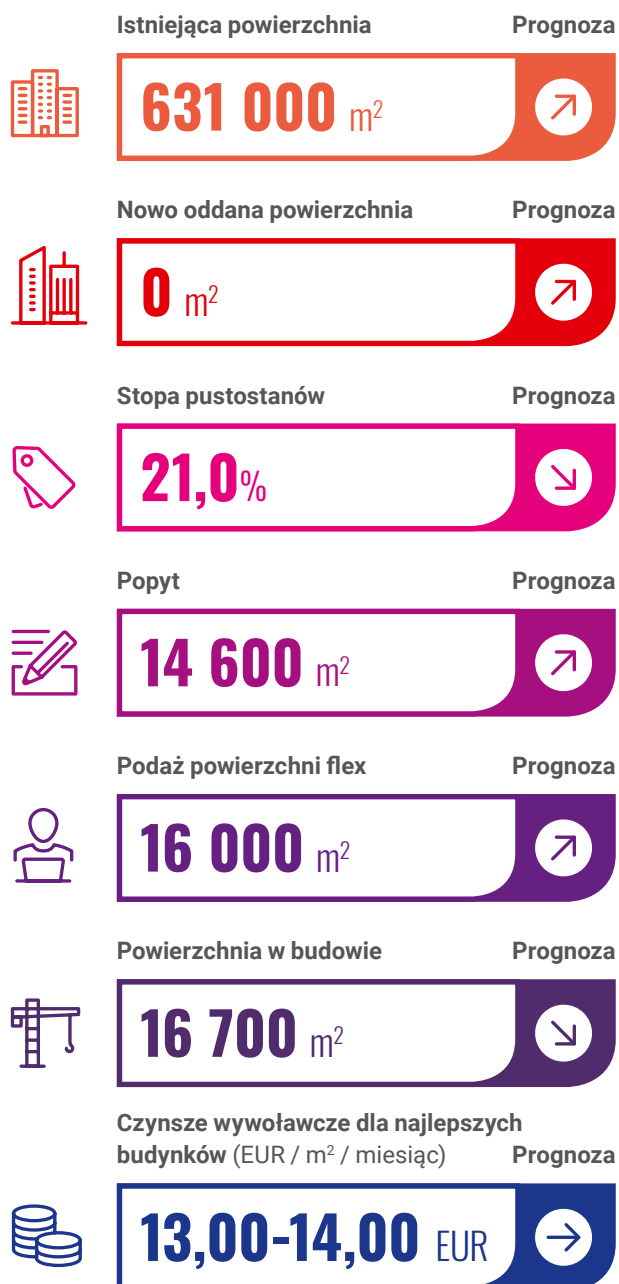 Istniejąca powierzchnia Prognoza
631 000 m²
Nowo oddana powierzchnia Prognoza
0 m²
Stopa pustostanów Prognoza
21,0%
Popyt Prognoza
14 600 m²
Podaż powierzchni flex Prognoza
16 000 m²
Powierzchnia w budowie Prognoza
16 700 m²
Czynsze wywoławcze dla najlepszych
budynków (EUR / m² / miesiąc) Prognoza
13,00-14,00 EUR